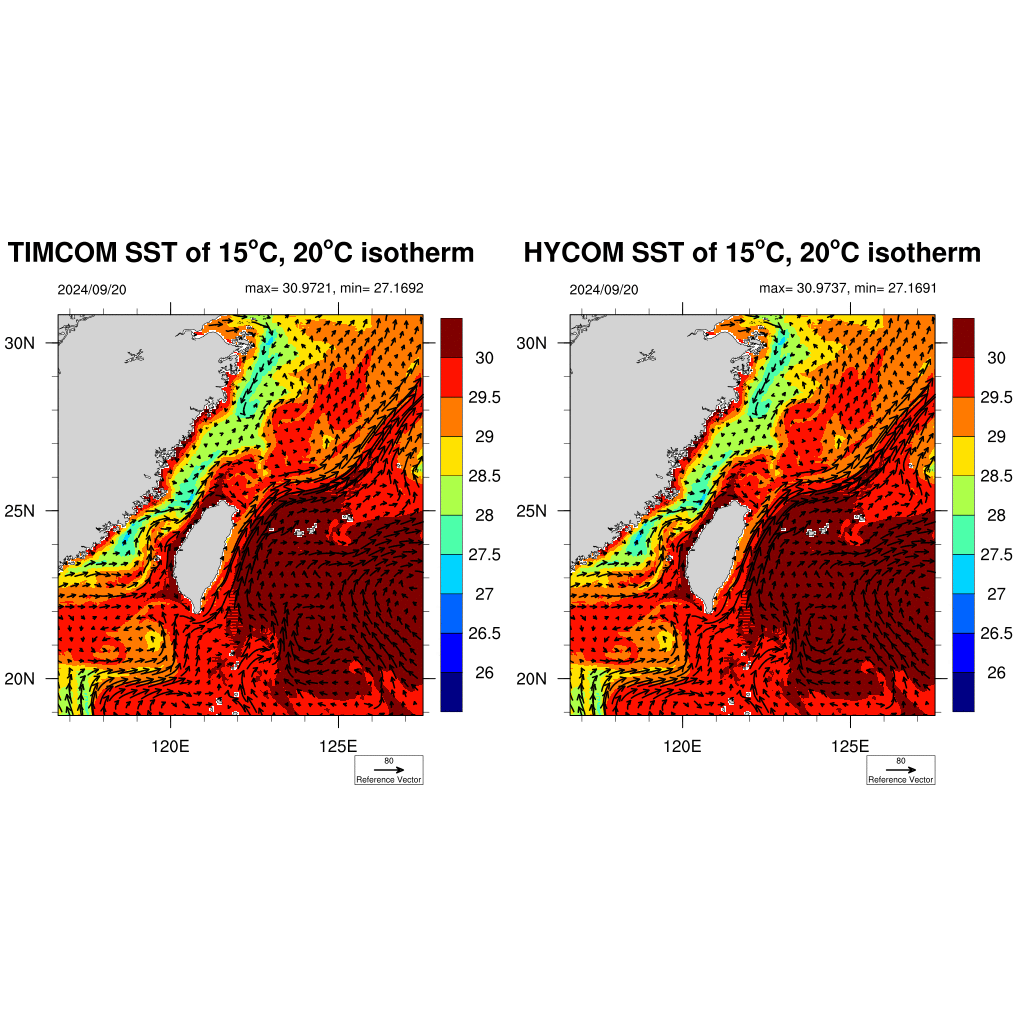 TIMCOM SST of 15°C, 20°C isotherm
2024/09/20
max= 30.9721, min= 27.1692
30N
25N
20N
120E
125E
30
29.5
29
28.5
28
27.5
27
26.5
26
80
Reference Vector
HYCOM SST of 15°C, 20°C isotherm
2024/09/20
max= 30.9737, min= 27.1691
30N
25N
20N
120E
125E
30
29.5
29
28.5
28
27.5
27
26.5
26
80
Reference Vector